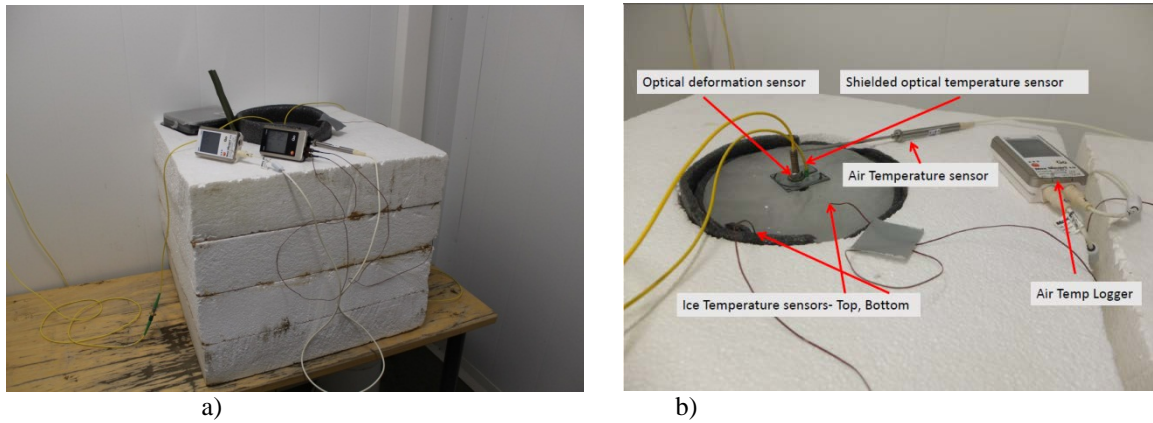 Optical deformation sensor
Shielded optical temperature sensor
Air Temperature sensor
Ice Temperature sensors- Top, Bottom
Air Temp Logger
a)
b)